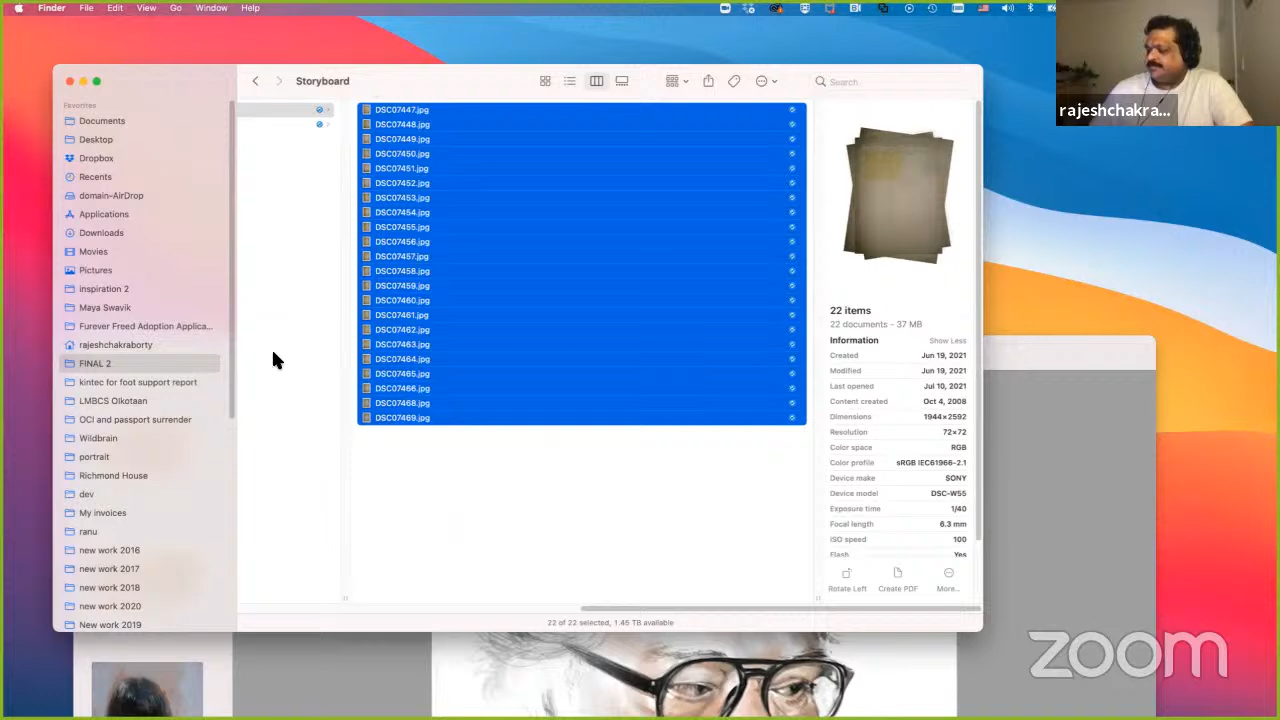 Finder File Edit View Go Window Help
rajeshchakra...
Storyboard
Search
Favorites
Documents
Desktop
Dropbox
Recents
domain-AirDrop
Applications
Downloads
Movies
Pictures
inspiration 2
Maya Swavik
Furever Freed Adoption Applica...
rajeshchakraborty
FINAL 2
kintec for foot support report
LMBCS Olkotaan
OCI and passport surrender
Wildbrain
portrait
Richmond House
dev
My invoices
ranu
new work 2016
new work 2017
new work 2018
new work 2020
New work 2019
DSC07447.jpg
DSC07448.jpg
DSC07449.jpg
DSC07450.jpg
DSC07451.jpg
DSC07452.jpg
DSC07453.jpg
DSC07454.jpg
DSC07455.jpg
DSC07456.jpg
DSC07457.jpg
DSC07458.jpg
DSC07459.jpg
DSC07460.jpg
DSC07461.jpg
DSC07462.jpg
DSC07463.jpg
DSC07464.jpg
DSC07465.jpg
DSC07466.jpg
DSC07468.jpg
DSC07469.jpg
22 items
22 documents - 37 MB
Information Show Less
Created Jun 19, 2021
Modified Jun 19, 2021
Last opened Jul 10, 2021
Content created Oct 4, 2008
Dimensions 1944×2592
Resolution 72×72
Color space RGB
Color profile sRGB IEC61966-2.1
Device make SONY
Device model DSC-W55
Exposure time 1/40
Focal length 6.3 mm
ISO speed 100
Flash Yes
Rotate Left Create PDF More...
22 of 22 selected, 1.45 TB available
zoom